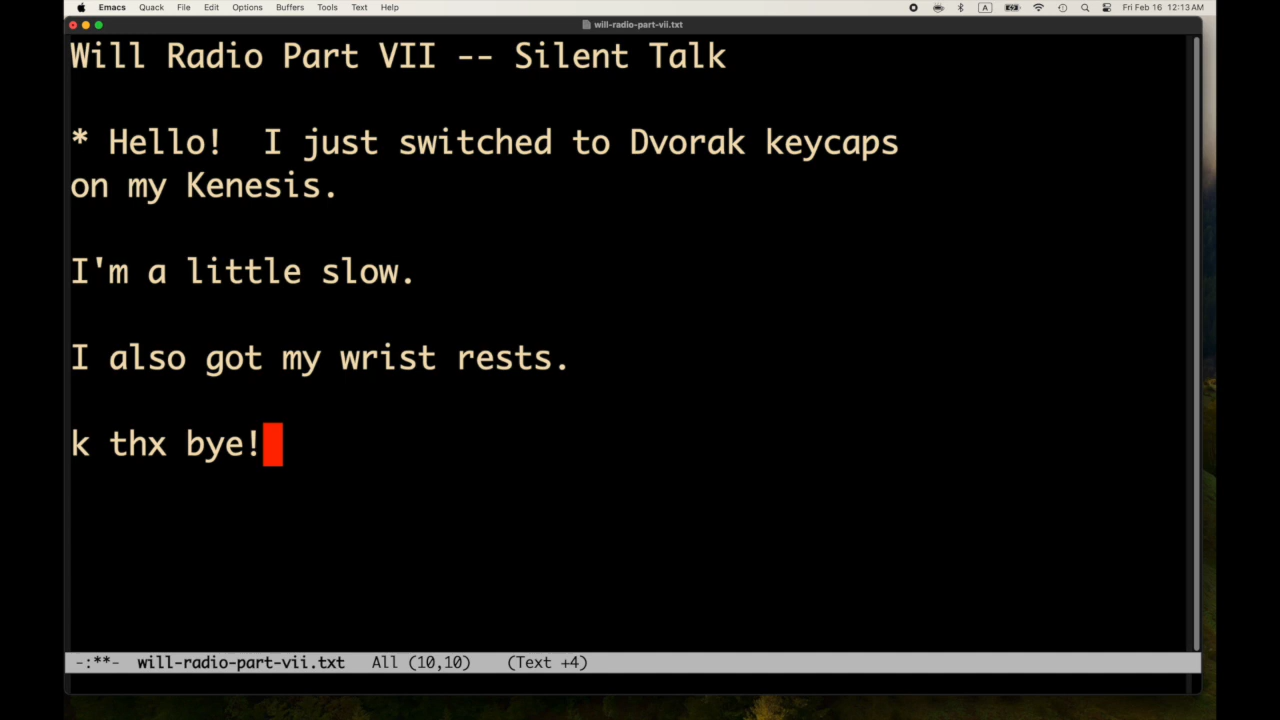 Emacs Quack File Edit Options Buffers Tools Text Help A Fri Feb 16 12:13 AM
will-radio-part-vii.txt
Will Radio Part VII -- Silent Talk
* Hello!  I just switched to Dvorak keycaps
on my Kenesis.
I'm a little slow.
I also got my wrist rests.
k thx bye!
-:**-  will-radio-part-vii.txt   All (10,10)    (Text +4)